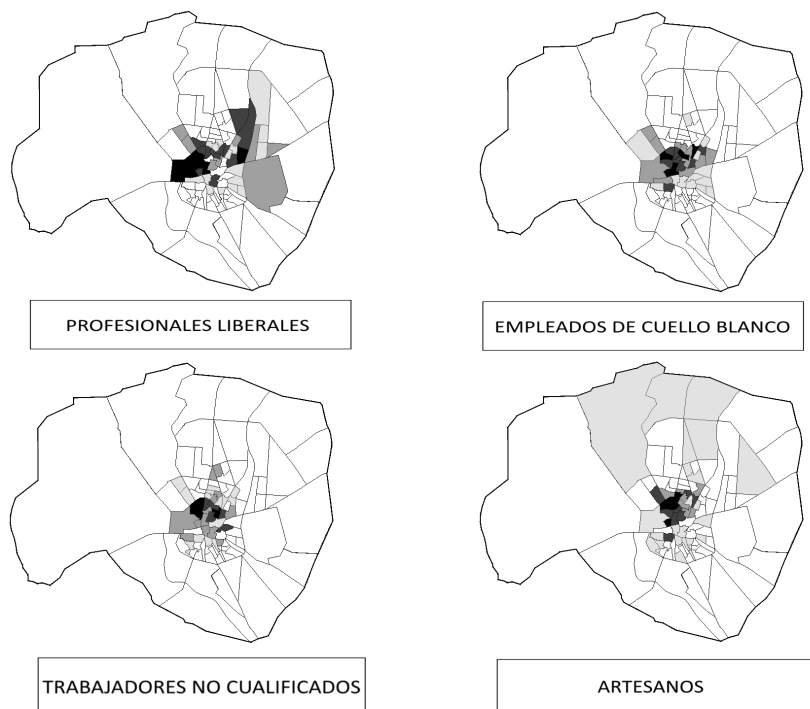 PROFESIONALES LIBERALES
EMPLEADOS DE CUELLO BLANCO
TRABAJADORES NO CUALIFICADOS
ARTESANOS